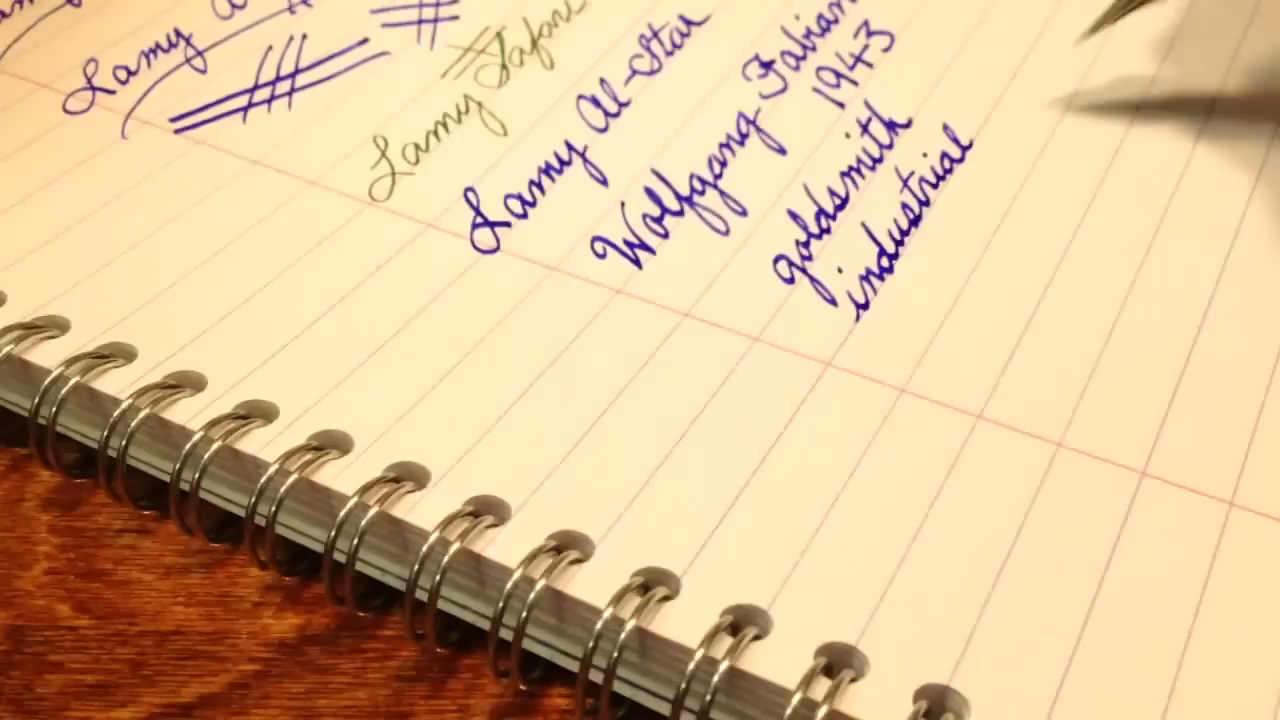 Lamy
Lamy Safari
Lamy Al-Star
Wolfgang Fabian
1943
goldsmith
industrial